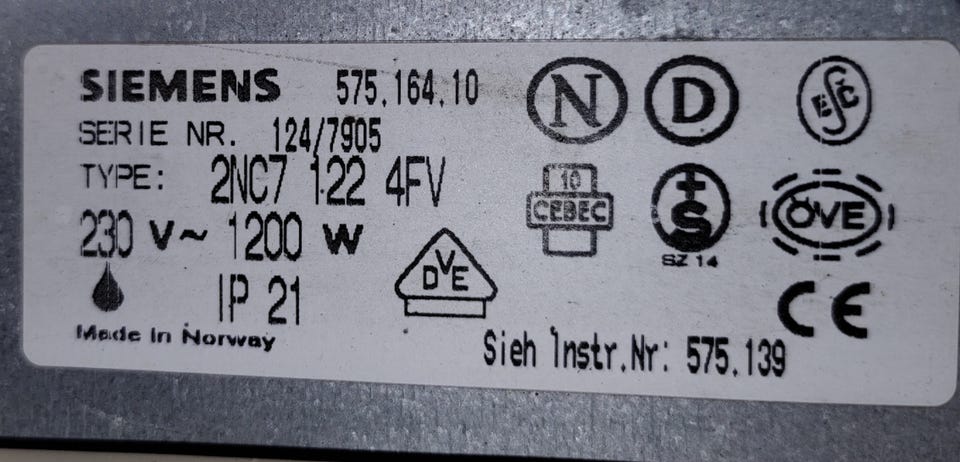 SIEMENS 575.164.10
SERIE NR. 124/7905
TYPE: 2NC7 122 4FV
230 V~ 1200 W
IP 21
Made in Norway
N D ESC
10
CEBEC
+S
SZ 14
ÖVE
DVE
CE
Sieh Instr.Nr: 575.139